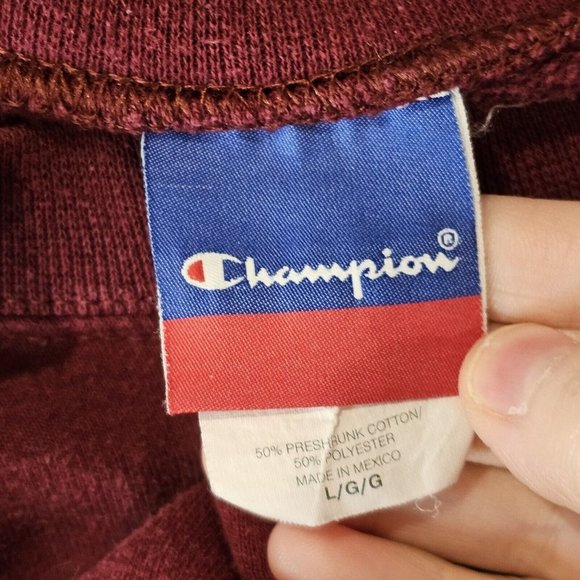 Champion®
50% PRESHRUNK COTTON/
50% POLYESTER
MADE IN MEXICO
L/G/G